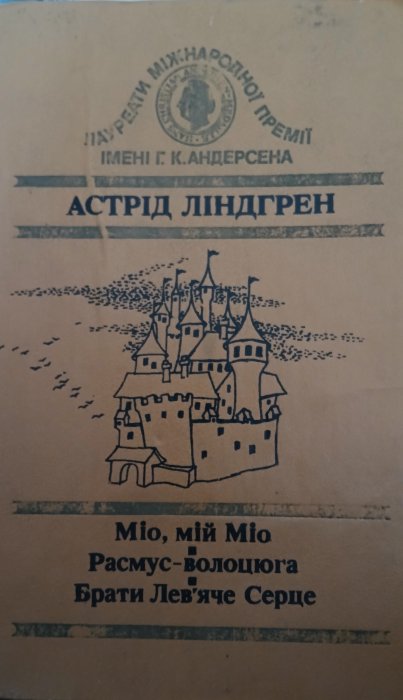 ЛАУРЕАТИ МІЖНАРОДНОЇ ПРЕМІЇ
ІМЕНІ Г. К. АНДЕРСЕНА
АСТРІД ЛІНДГРЕН
Міо, мій Міо
Расмус-волоцюга
Брати Лев'яче Серце